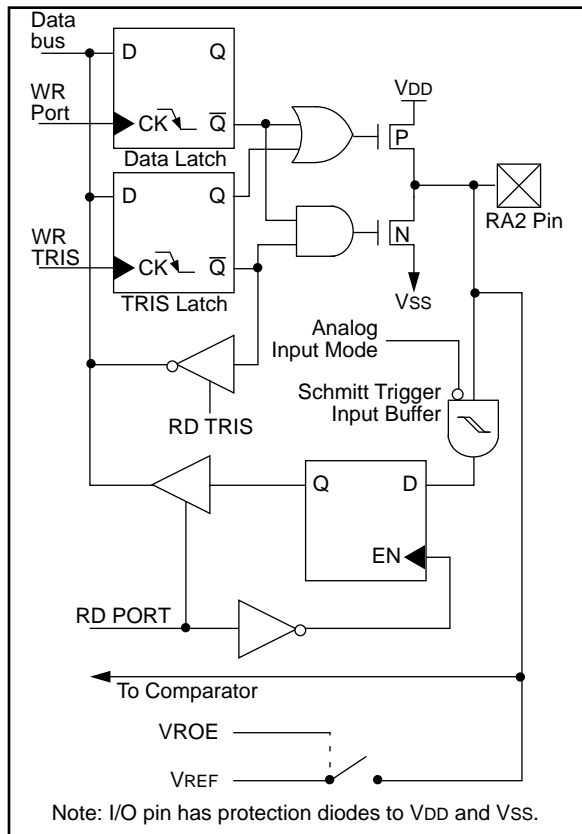 Data
bus
D
Q
VDD
WR
Port
CK
Q
P
Data Latch
D
Q
RA2 Pin
WR
TRIS
CK
Q
N
TRIS Latch
VSS
Analog
Input Mode
Schmitt Trigger
Input Buffer
RD TRIS
Q
D
EN
RD PORT
To Comparator
VROE
VREF
Note: I/O pin has protection diodes to VDD and VSS.